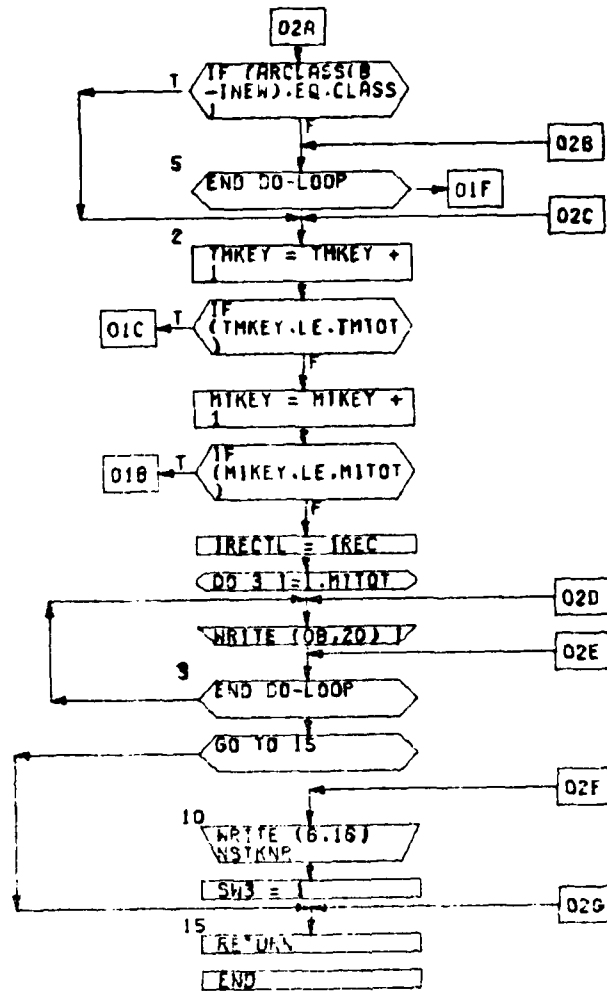 02A
IF (ARCLASS(B
T
-INEW).EQ.CLASS
)
F
02B
5
END DO-LOOP
01F
02C
2
TMKEY = TMKEY +
1
IF
01C
T
(TMKEY.LE.TMTOT
)
F
MIKEY = MIKEY +
1
IF
01B
T
(MIKEY.LE.MITOT
)
F
IRECTL = IREC
DO 3 I=1,MITOT
02D
WRITE (08,20) I
02E
3
END DO-LOOP
GO TO 15
02F
10
WRITE (6,16)
NSTKNR
SW3 = 1
02G
15
RETURN
END